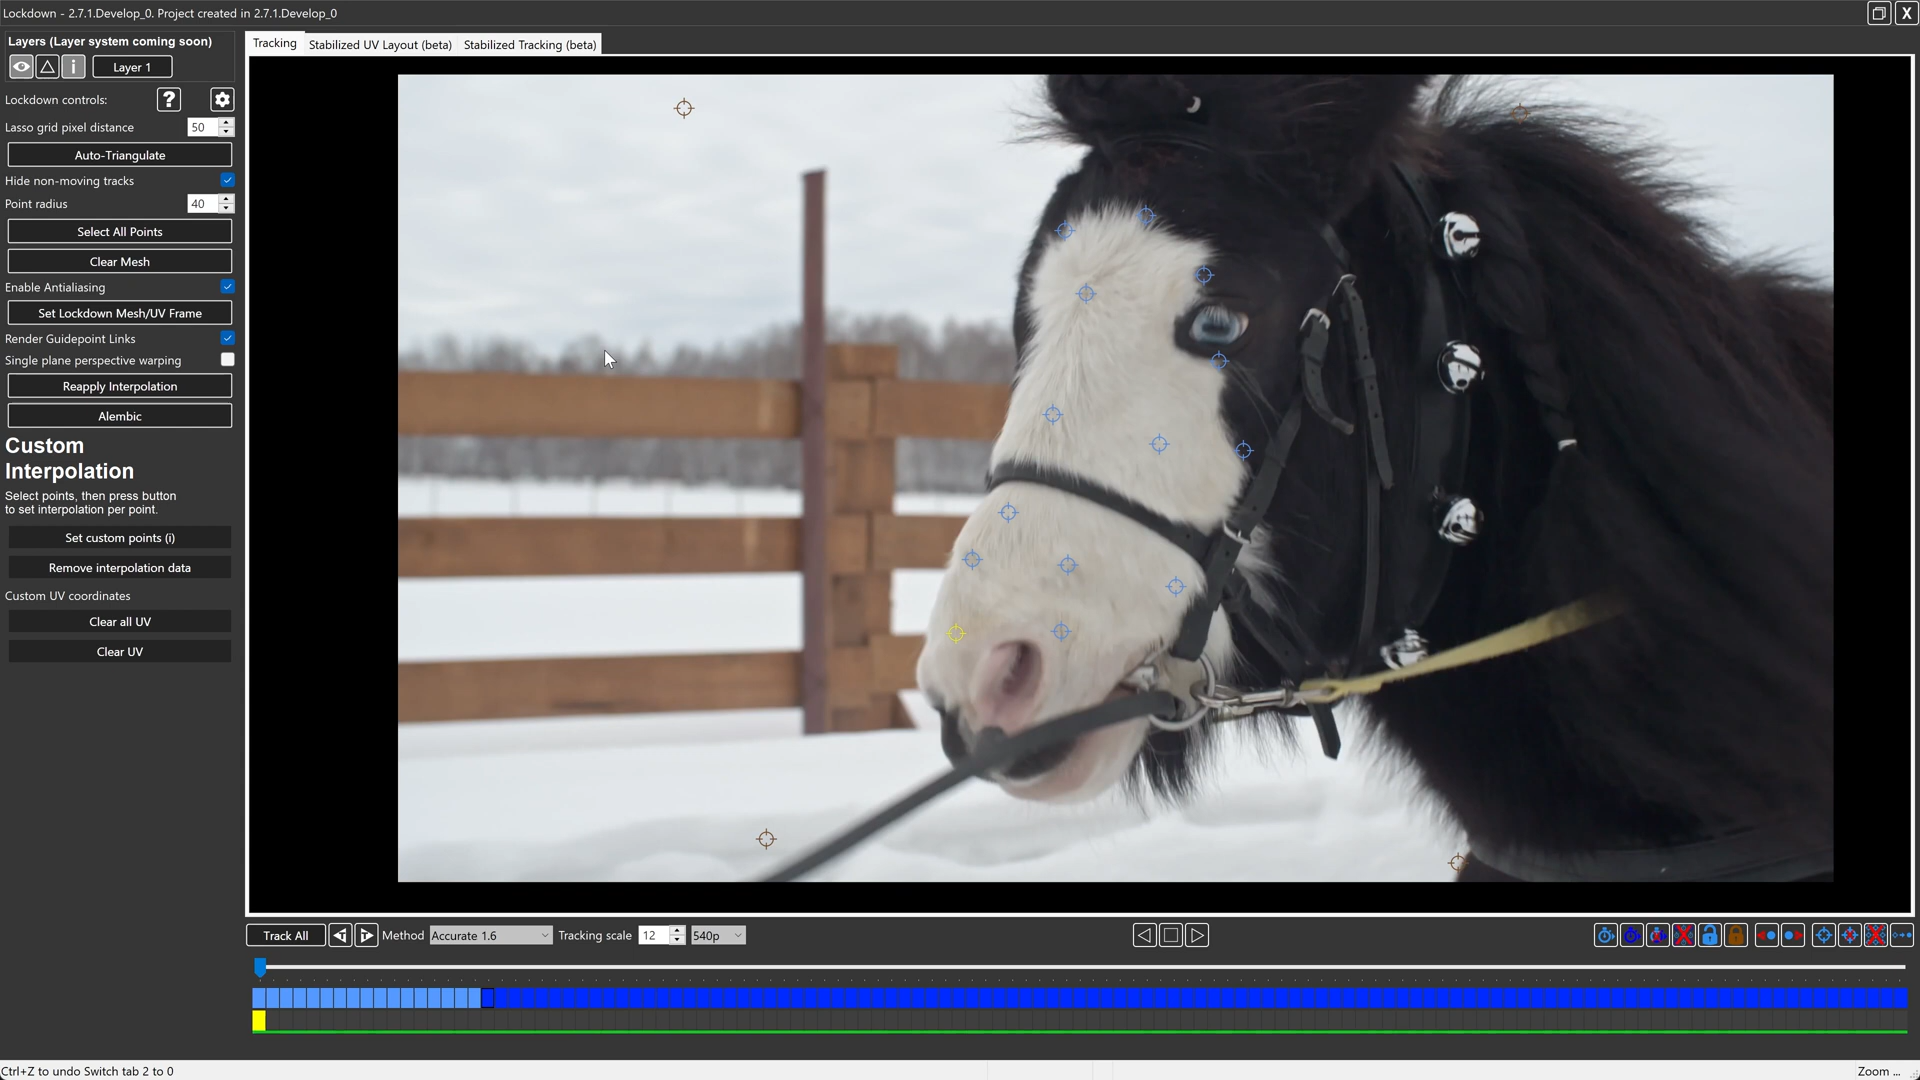 Lockdown - 2.7.1.Develop_0. Project created in 2.7.1.Develop_0
X
Layers (Layer system coming soon)
i
Layer 1
Tracking
Stabilized UV Layout (beta)
Stabilized Tracking (beta)
Lockdown controls:
?
Lasso grid pixel distance
50
Auto-Triangulate
Hide non-moving tracks
Point radius
40
Select All Points
Clear Mesh
Enable Antialiasing
Set Lockdown Mesh/UV Frame
Render Guidepoint Links
Single plane perspective warping
Reapply Interpolation
Alembic
Custom
Interpolation
Select points, then press button
to set interpolation per point.
Set custom points (i)
Remove interpolation data
Custom UV coordinates
Clear all UV
Clear UV
Track All
Method
Accurate 1.6
Tracking scale
12
540p
Ctrl+Z to undo Switch tab 2 to 0
Zoom ...